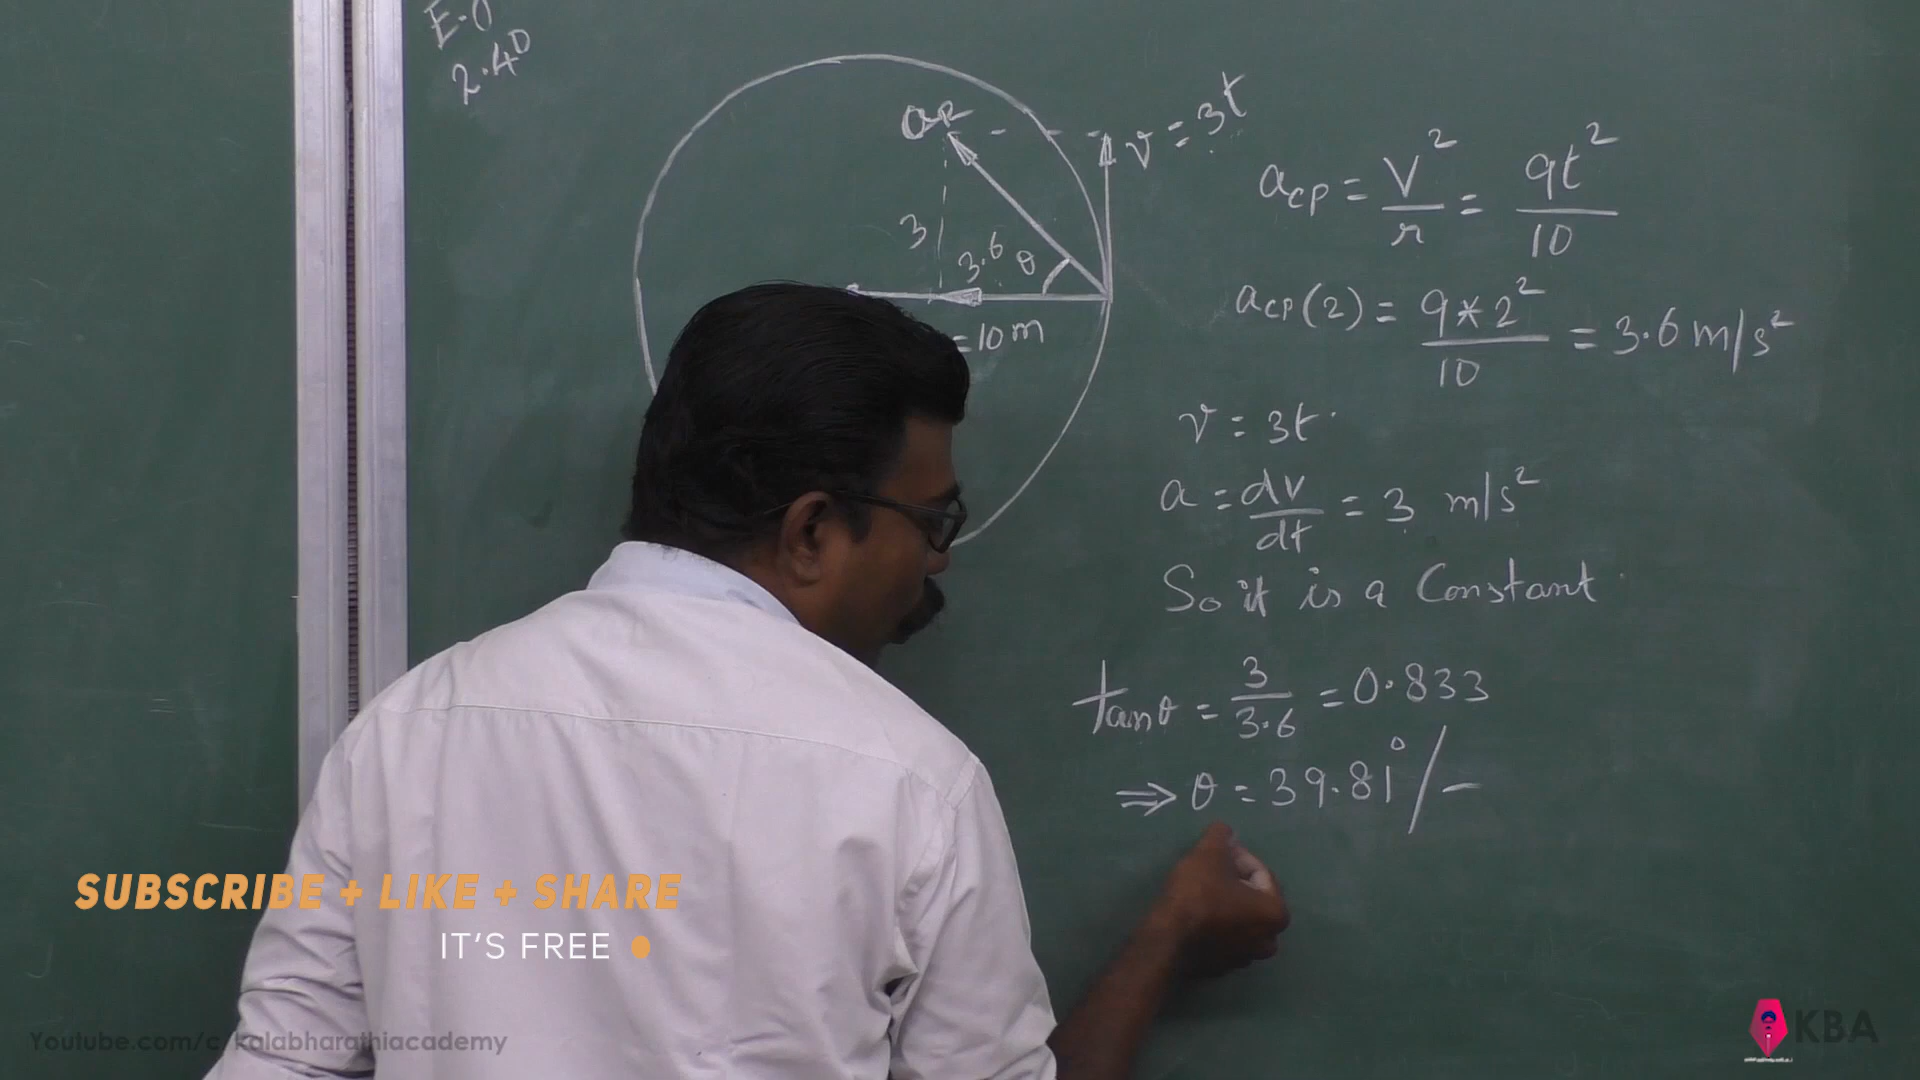 E.O
2.40
aR
v = 3t
3
3.6 θ
=10m
acp = V²/r = 9t²/10
acp(2) = 9*2²/10 = 3.6 m/s²
v = 3t.
a = dv/dt = 3 m/s²
So it is a Constant.
tanθ = 3/3.6 = 0.833
⇒ θ = 39.81°/-
SUBSCRIBE + LIKE + SHARE
IT'S FREE
Youtube.com/c/kalabharathiacademy
KBA